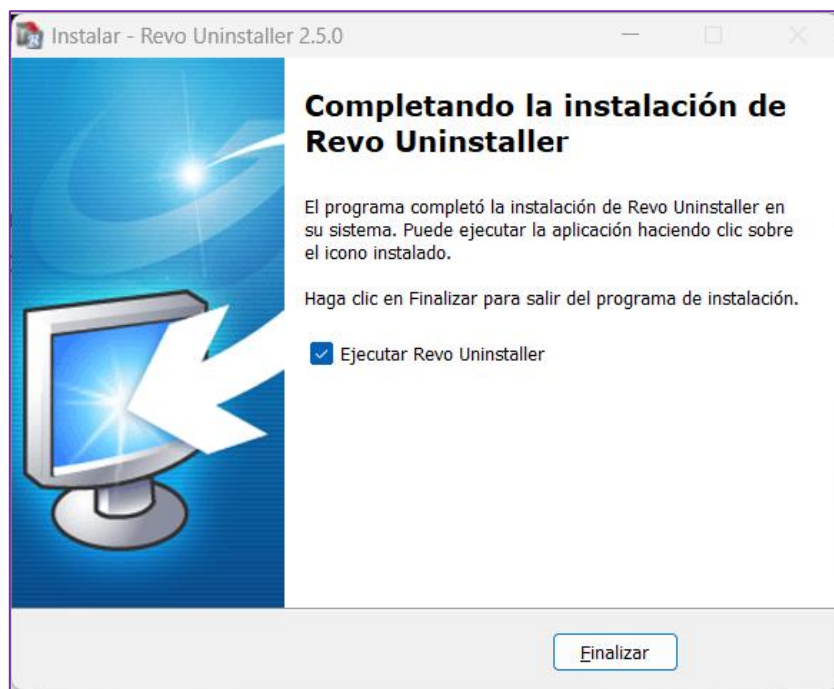 Instalar - Revo Uninstaller 2.5.0
Completando la instalación de
Revo Uninstaller
El programa completó la instalación de Revo Uninstaller en
su sistema. Puede ejecutar la aplicación haciendo clic sobre
el icono instalado.
Haga clic en Finalizar para salir del programa de instalación.
Ejecutar Revo Uninstaller
Finalizar